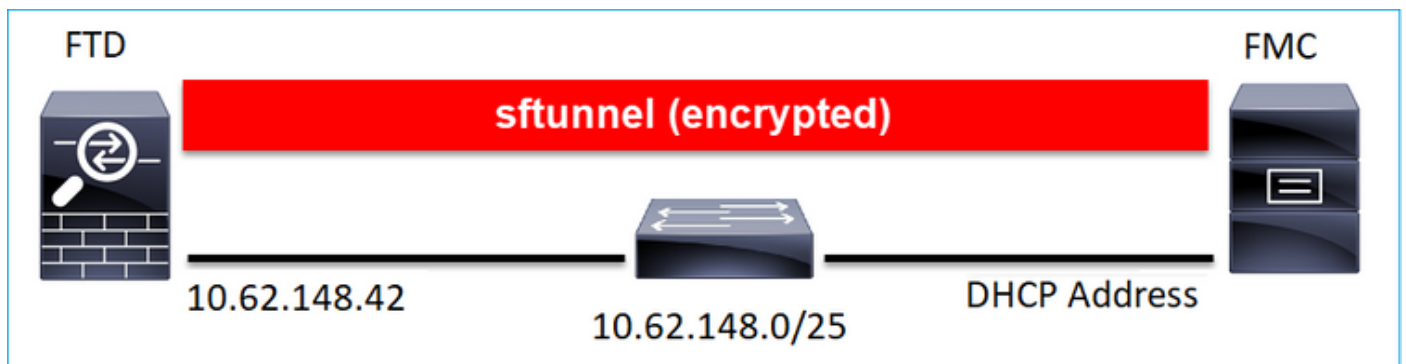 FTD
FMC
sftunnel (encrypted)
10.62.148.42
DHCP Address
10.62.148.0/25